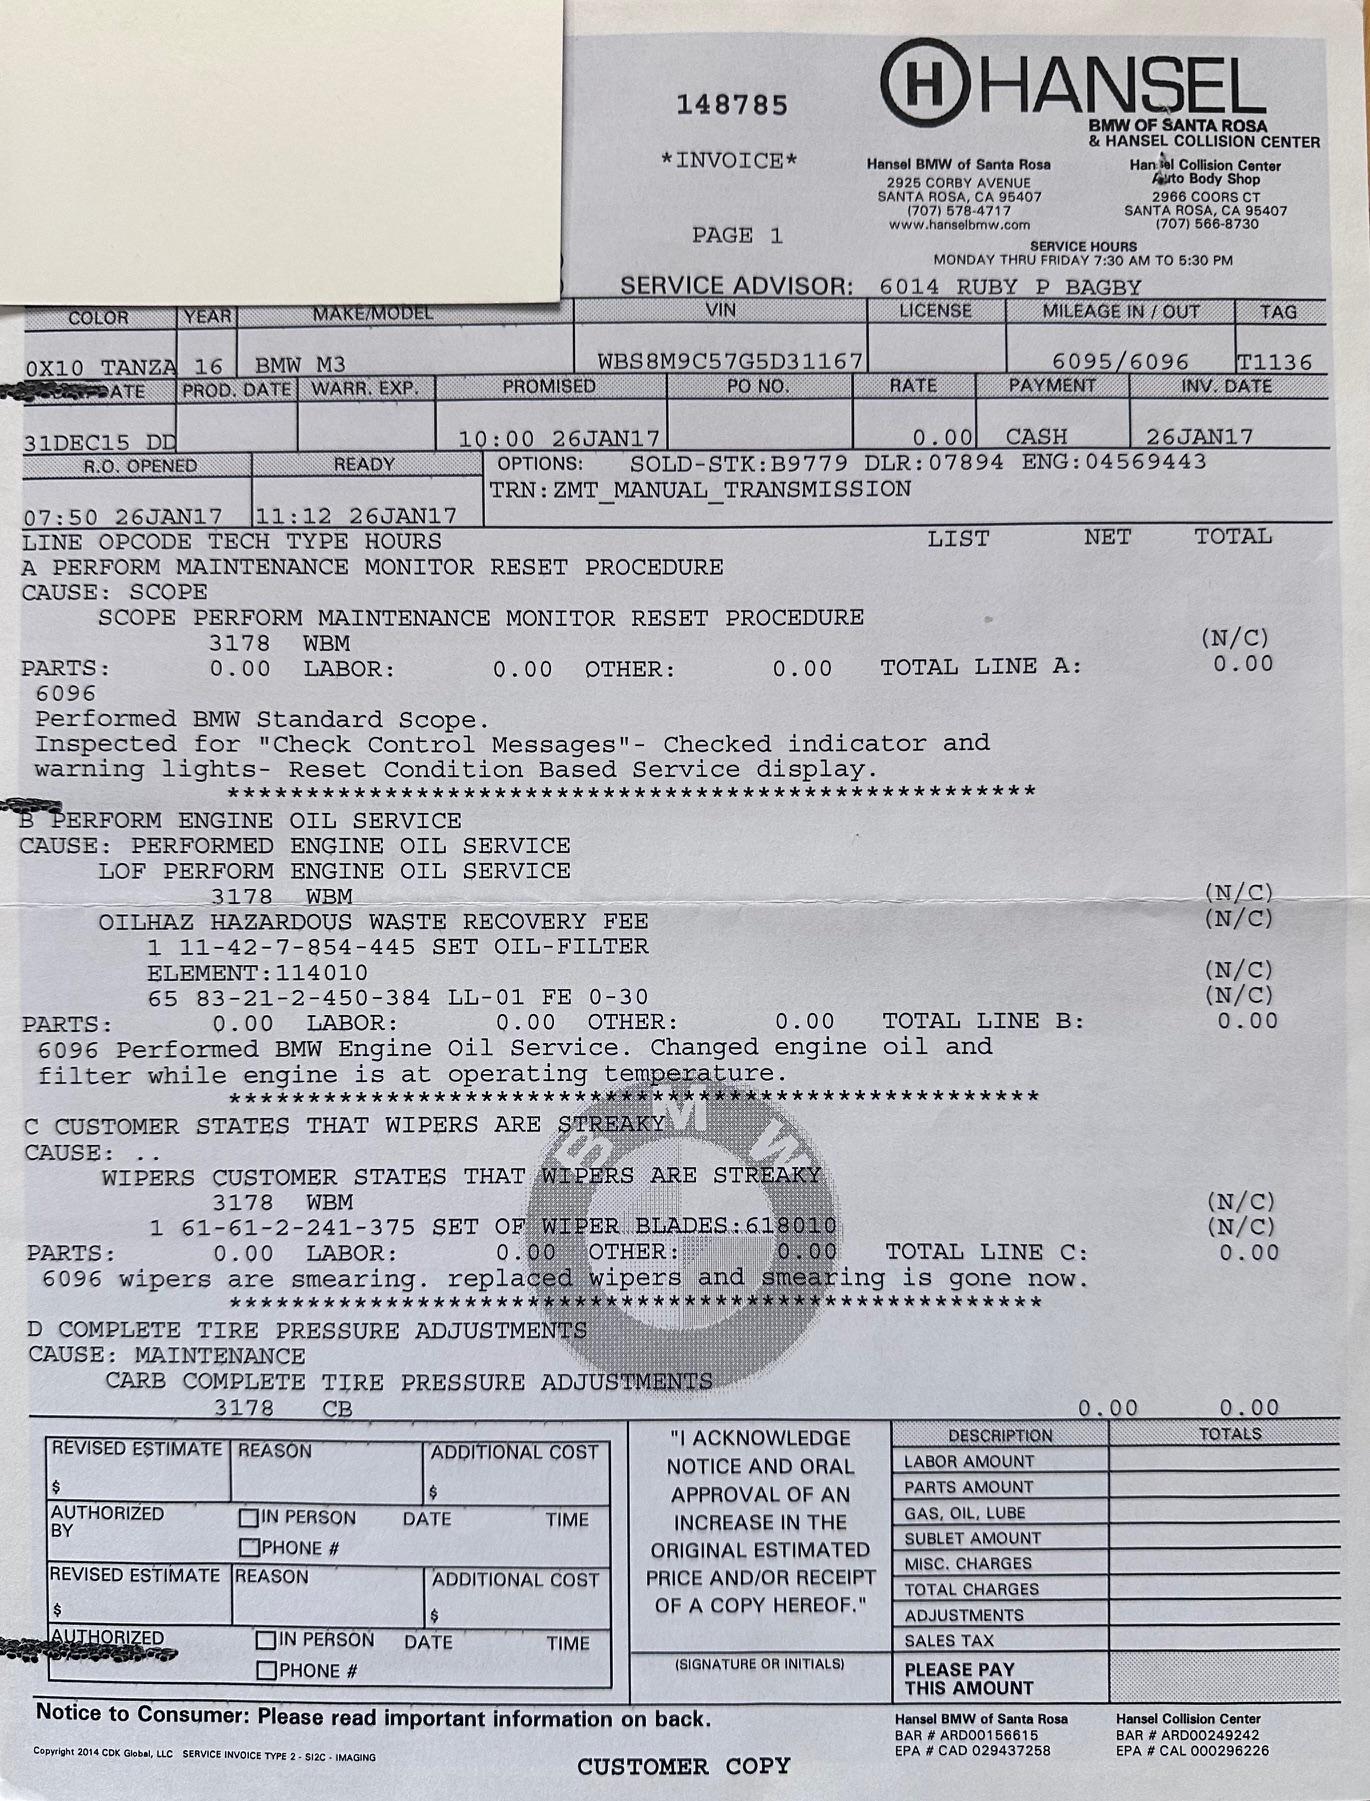 148785
*INVOICE*
PAGE 1
H HANSEL
BMW OF SANTA ROSA
& HANSEL COLLISION CENTER
Hansel BMW of Santa Rosa
2925 CORBY AVENUE
SANTA ROSA, CA 95407
(707) 578-4717
www.hanselbmw.com
Hansel Collision Center
Auto Body Shop
2966 COORS CT
SANTA ROSA, CA 95407
(707) 566-8730
SERVICE HOURS
MONDAY THRU FRIDAY 7:30 AM TO 5:30 PM
SERVICE ADVISOR: 6014 RUBY P BAGBY
COLOR YEAR MAKE/MODEL VIN LICENSE MILEAGE IN / OUT TAG
0X10 TANZA 16 BMW M3 WBS8M9C57G5D31167 6095/6096 T1136
ATE PROD. DATE WARR. EXP. PROMISED PO NO. RATE PAYMENT INV. DATE
31DEC15 DD 10:00 26JAN17 0.00 CASH 26JAN17
R.O. OPENED READY OPTIONS: SOLD-STK:B9779 DLR:07894 ENG:04569443
TRN:ZMT_MANUAL_TRANSMISSION
07:50 26JAN17 11:12 26JAN17
LINE OPCODE TECH TYPE HOURS LIST NET TOTAL
A PERFORM MAINTENANCE MONITOR RESET PROCEDURE
CAUSE: SCOPE
SCOPE PERFORM MAINTENANCE MONITOR RESET PROCEDURE
3178 WBM (N/C)
PARTS: 0.00 LABOR: 0.00 OTHER: 0.00 TOTAL LINE A: 0.00
6096
Performed BMW Standard Scope.
Inspected for "Check Control Messages"- Checked indicator and
warning lights- Reset Condition Based Service display.
****************************************************
B PERFORM ENGINE OIL SERVICE
CAUSE: PERFORMED ENGINE OIL SERVICE
LOF PERFORM ENGINE OIL SERVICE
3178 WBM (N/C)
OILHAZ HAZARDOUS WASTE RECOVERY FEE (N/C)
1 11-42-7-854-445 SET OIL-FILTER
ELEMENT:114010 (N/C)
65 83-21-2-450-384 LL-01 FE 0-30 (N/C)
PARTS: 0.00 LABOR: 0.00 OTHER: 0.00 TOTAL LINE B: 0.00
6096 Performed BMW Engine Oil Service. Changed engine oil and
filter while engine is at operating temperature.
****************************************************
BMW
C CUSTOMER STATES THAT WIPERS ARE STREAKY
CAUSE: ..
WIPERS CUSTOMER STATES THAT WIPERS ARE STREAKY
3178 WBM (N/C)
1 61-61-2-241-375 SET OF WIPER BLADES:618010 (N/C)
PARTS: 0.00 LABOR: 0.00 OTHER: 0.00 TOTAL LINE C: 0.00
6096 wipers are smearing. replaced wipers and smearing is gone now.
****************************************************
D COMPLETE TIRE PRESSURE ADJUSTMENTS
CAUSE: MAINTENANCE
CARB COMPLETE TIRE PRESSURE ADJUSTMENTS
3178 CB 0.00 0.00
REVISED ESTIMATE REASON ADDITIONAL COST
$ $
AUTHORIZED BY IN PERSON DATE TIME
PHONE #
REVISED ESTIMATE REASON ADDITIONAL COST
$ $
AUTHORIZED IN PERSON DATE TIME
PHONE #
"I ACKNOWLEDGE
NOTICE AND ORAL
APPROVAL OF AN
INCREASE IN THE
ORIGINAL ESTIMATED
PRICE AND/OR RECEIPT
OF A COPY HEREOF."
(SIGNATURE OR INITIALS)
DESCRIPTION TOTALS
LABOR AMOUNT
PARTS AMOUNT
GAS, OIL, LUBE
SUBLET AMOUNT
MISC. CHARGES
TOTAL CHARGES
ADJUSTMENTS
SALES TAX
PLEASE PAY
THIS AMOUNT
Notice to Consumer: Please read important information on back.
Hansel BMW of Santa Rosa
BAR # ARD00156615
EPA # CAD 029437258
Hansel Collision Center
BAR # ARD00249242
EPA # CAL 000296226
Copyright 2014 CDK Global, LLC SERVICE INVOICE TYPE 2 - SI2C - IMAGING
CUSTOMER COPY